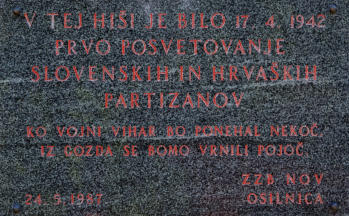 V TEJ HIŠI JE BILO 17. 4. 1942
PRVO POSVETOVANJE
SLOVENSKIH IN HRVAŠKIH
PARTIZANOV
KO VOJNI VIHAR BO PONEHAL NEKOČ,
IZ GOZDA SE BOMO VRNILI POJOČ.
ZZB NOV
24. 5. 1987 OSILNICA